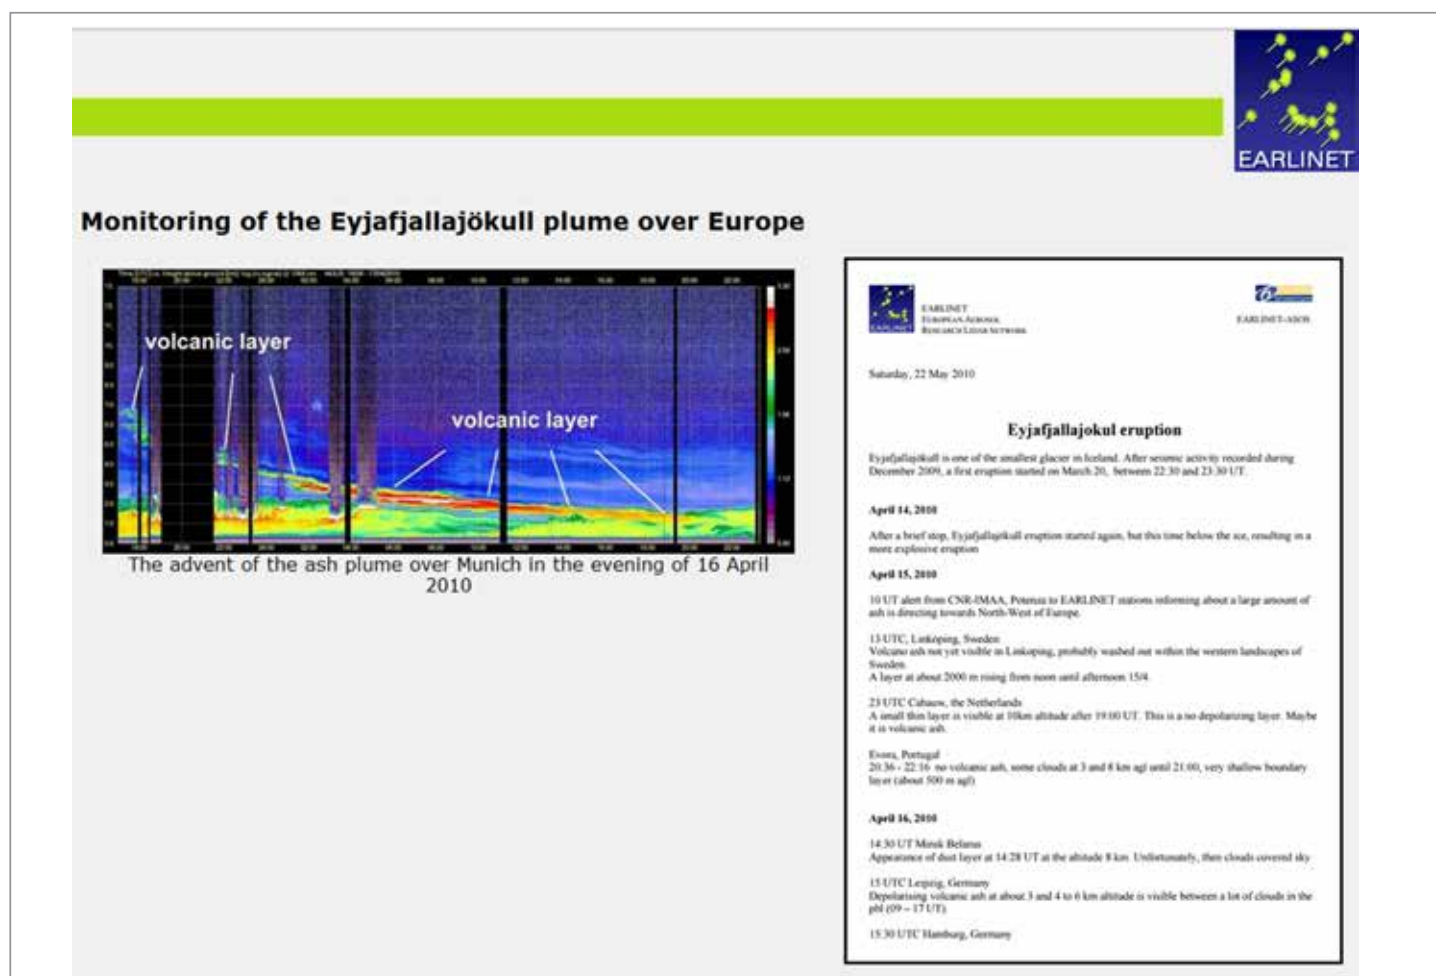 EARLINET
Monitoring of the Eyjafjallajökull plume over Europe
volcanic layer
volcanic layer
The advent of the ash plume over Munich in the evening of 16 April
2010
EARLINET
EUROPEAN AEROSOL
RESEARCH LIDAR NETWORK
EARLINET
EARLINET-ASOS
Saturday, 22 May 2010
Eyjafjallajokul eruption
Eyjafjallajökull is one of the smallest glacier in Iceland. After seismic activity recorded during
December 2009, a first eruption started on March 20, between 22:30 and 23:30 UT.
April 14, 2010
After a brief stop, Eyjafjallajökull eruption started again, but this time below the ice, resulting in a
more explosive eruption
April 15, 2010
10 UT alert from CNR-IMAA, Potenza to EARLINET stations informing about a large amount of
ash is directing towards North-West of Europe.
13 UTC, Linkoping, Sweden
Volcano ash not yet visible in Linkoping, probably washed out within the western landscapes of
Sweden.
A layer at about 2000 m rising from noon until afternoon 15/4.
23 UTC Cabauw, the Netherlands
A small thin layer is visible at 10km altitude after 19:00 UT. This is a no depolarizing layer. Maybe
it is volcanic ash.
Evora, Portugal
20:36 - 22:16 no volcanic ash, some clouds at 3 and 8 km agl until 21:00, very shallow boundary
layer (about 500 m agl)
April 16, 2010
14:30 UT Minsk Belarus
Appearance of dust layer at 14:28 UT at the altitude 8 km. Unfortunately, then clouds covered sky
15 UTC Leipzig, Germany
Depolarising volcanic ash at about 3 and 4 to 6 km altitude is visible between a lot of clouds in the
pbl (09 – 17 UT)
15:30 UTC Hamburg, Germany